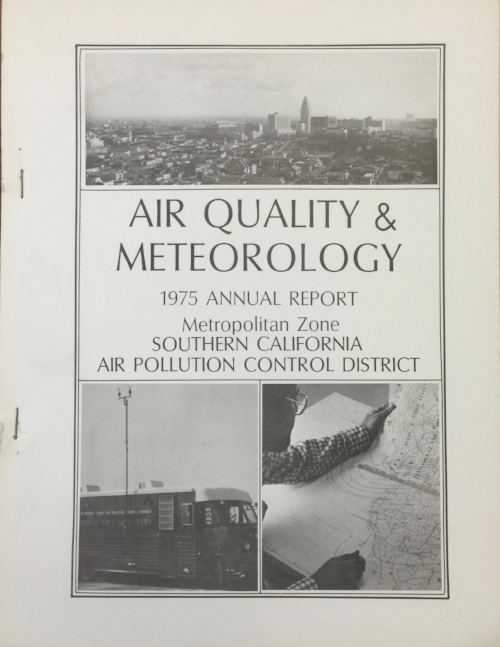 AIR QUALITY &
METEOROLOGY
1975 ANNUAL REPORT
Metropolitan Zone
SOUTHERN CALIFORNIA
AIR POLLUTION CONTROL DISTRICT